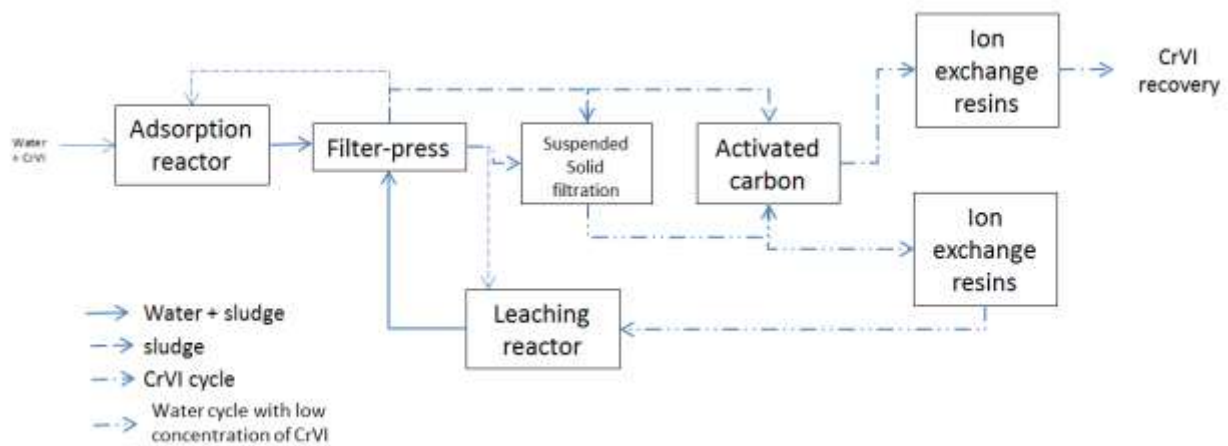 Ion
exchange
resins
CrVI
recovery
Water
+ CrVI
Adsorption
reactor
Filter-press
Suspended
Solid
filtration
Activated
carbon
Ion
exchange
resins
Leaching
reactor
Water + sludge
sludge
CrVI cycle
Water cycle with low
concentration of CrVI